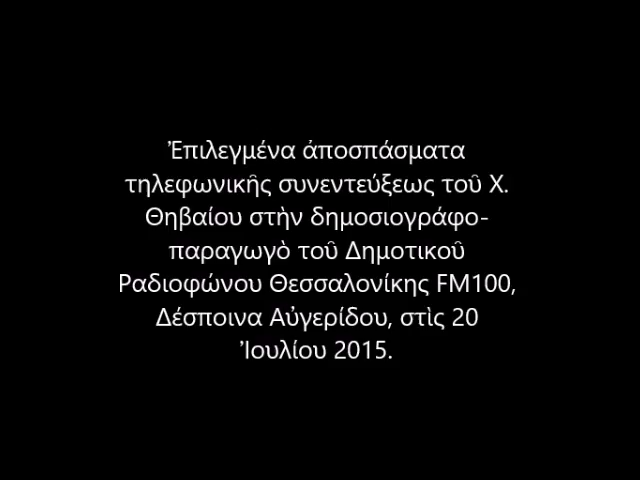 Ἐπιλεγμένα ἀποσπάσματα
τηλεφωνικῆς συνεντεύξεως τοῦ Χ.
Θηβαίου στὴν δημοσιογράφο-
παραγωγὸ τοῦ Δημοτικοῦ
Ραδιοφώνου Θεσσαλονίκης FM100,
Δέσποινα Αὐγερίδου, στὶς 20
Ἰουλίου 2015.